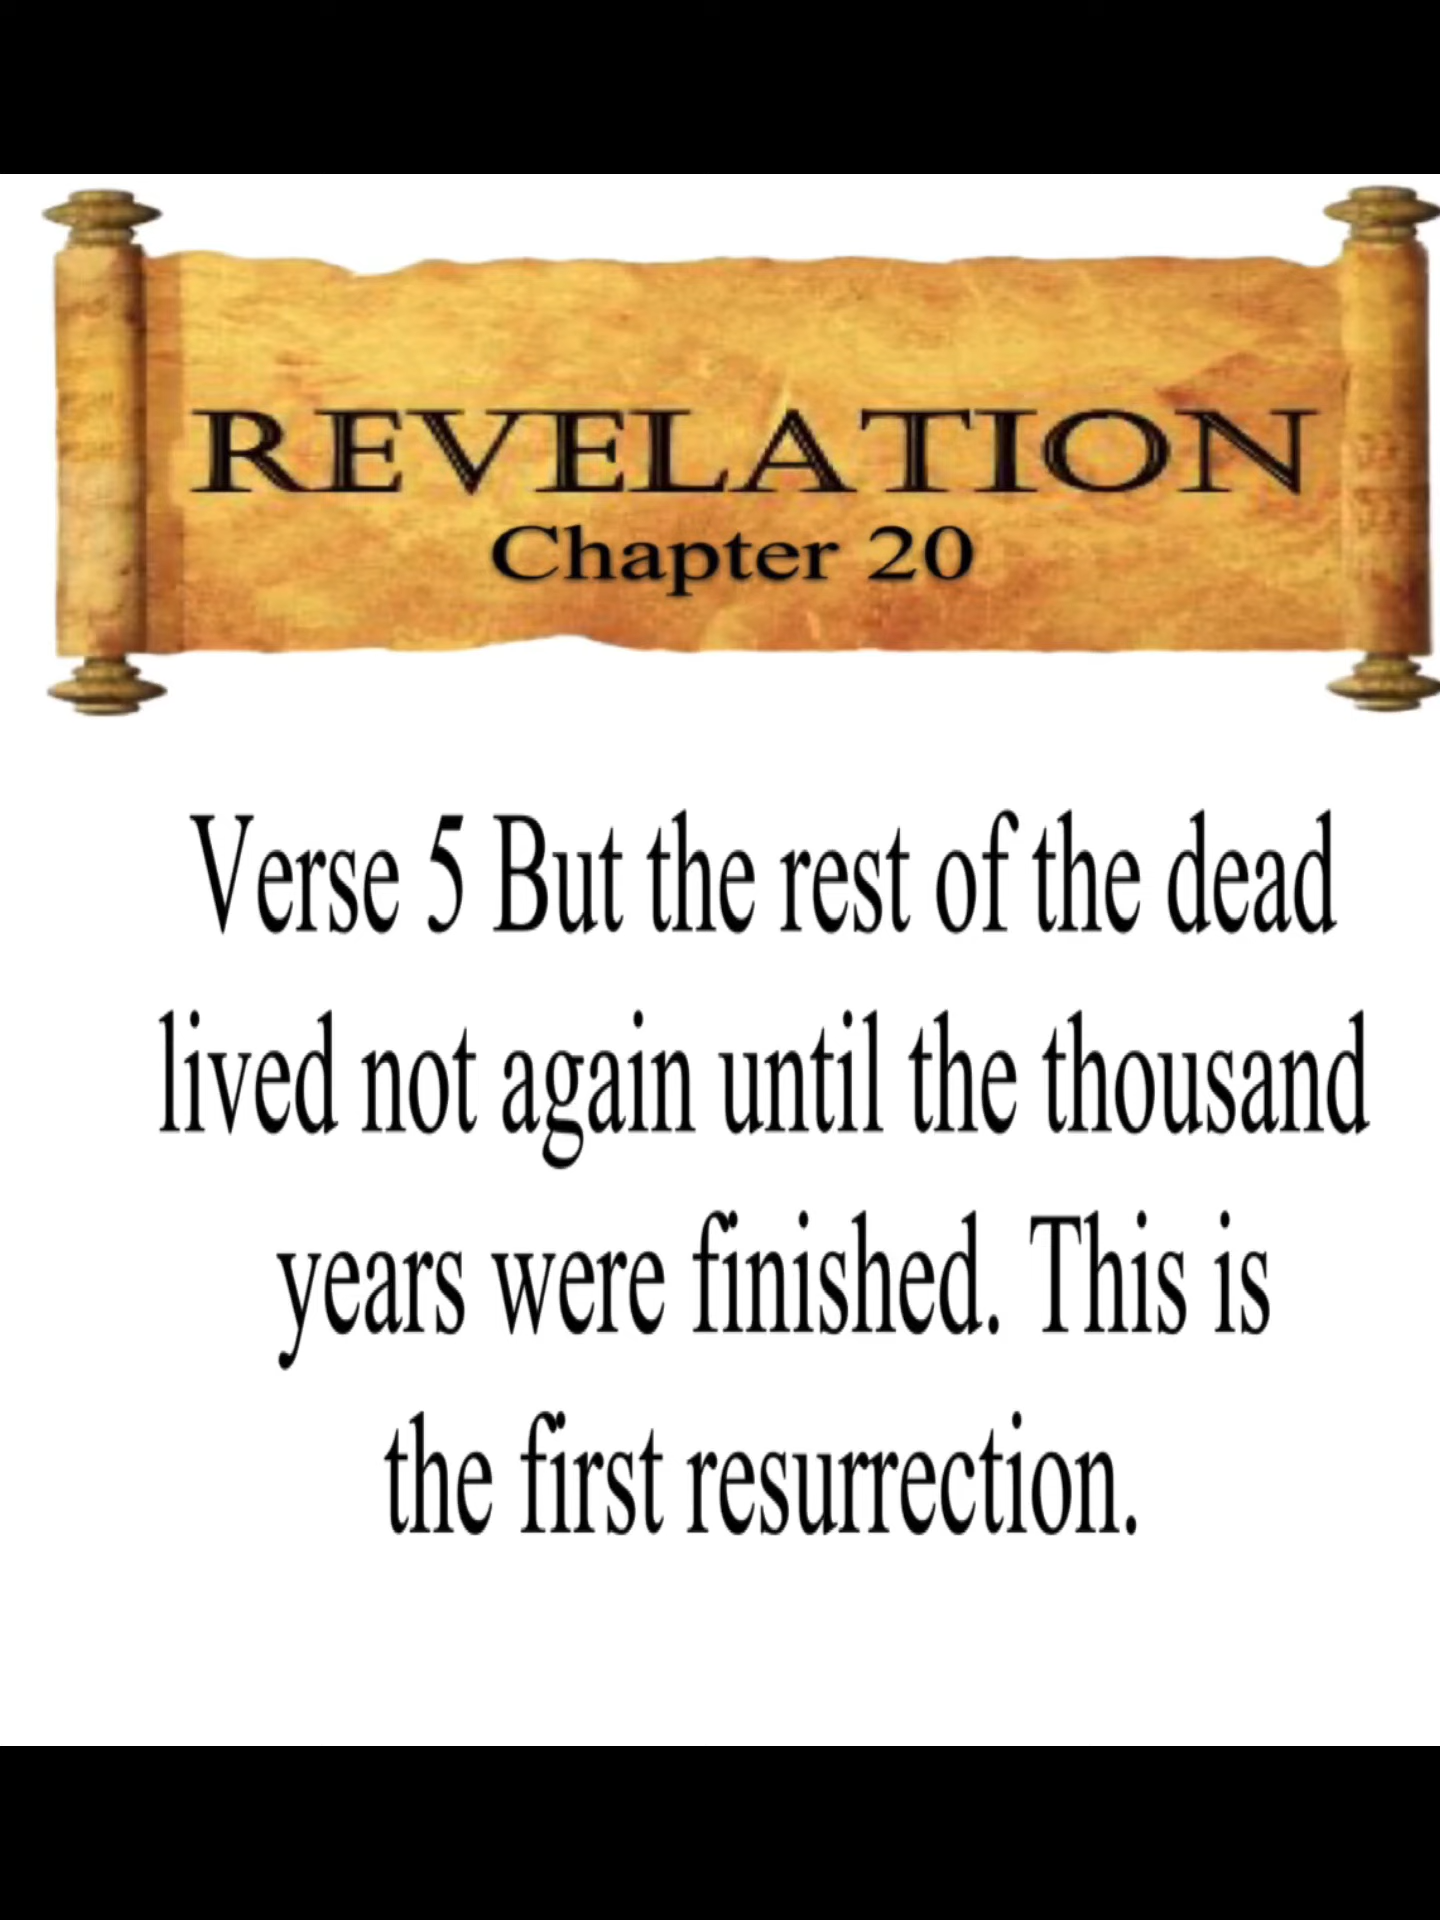 REVELATION
Chapter 20
Verse 5 But the rest of the dead
lived not again until the thousand
years were finished. This is
the first resurrection.